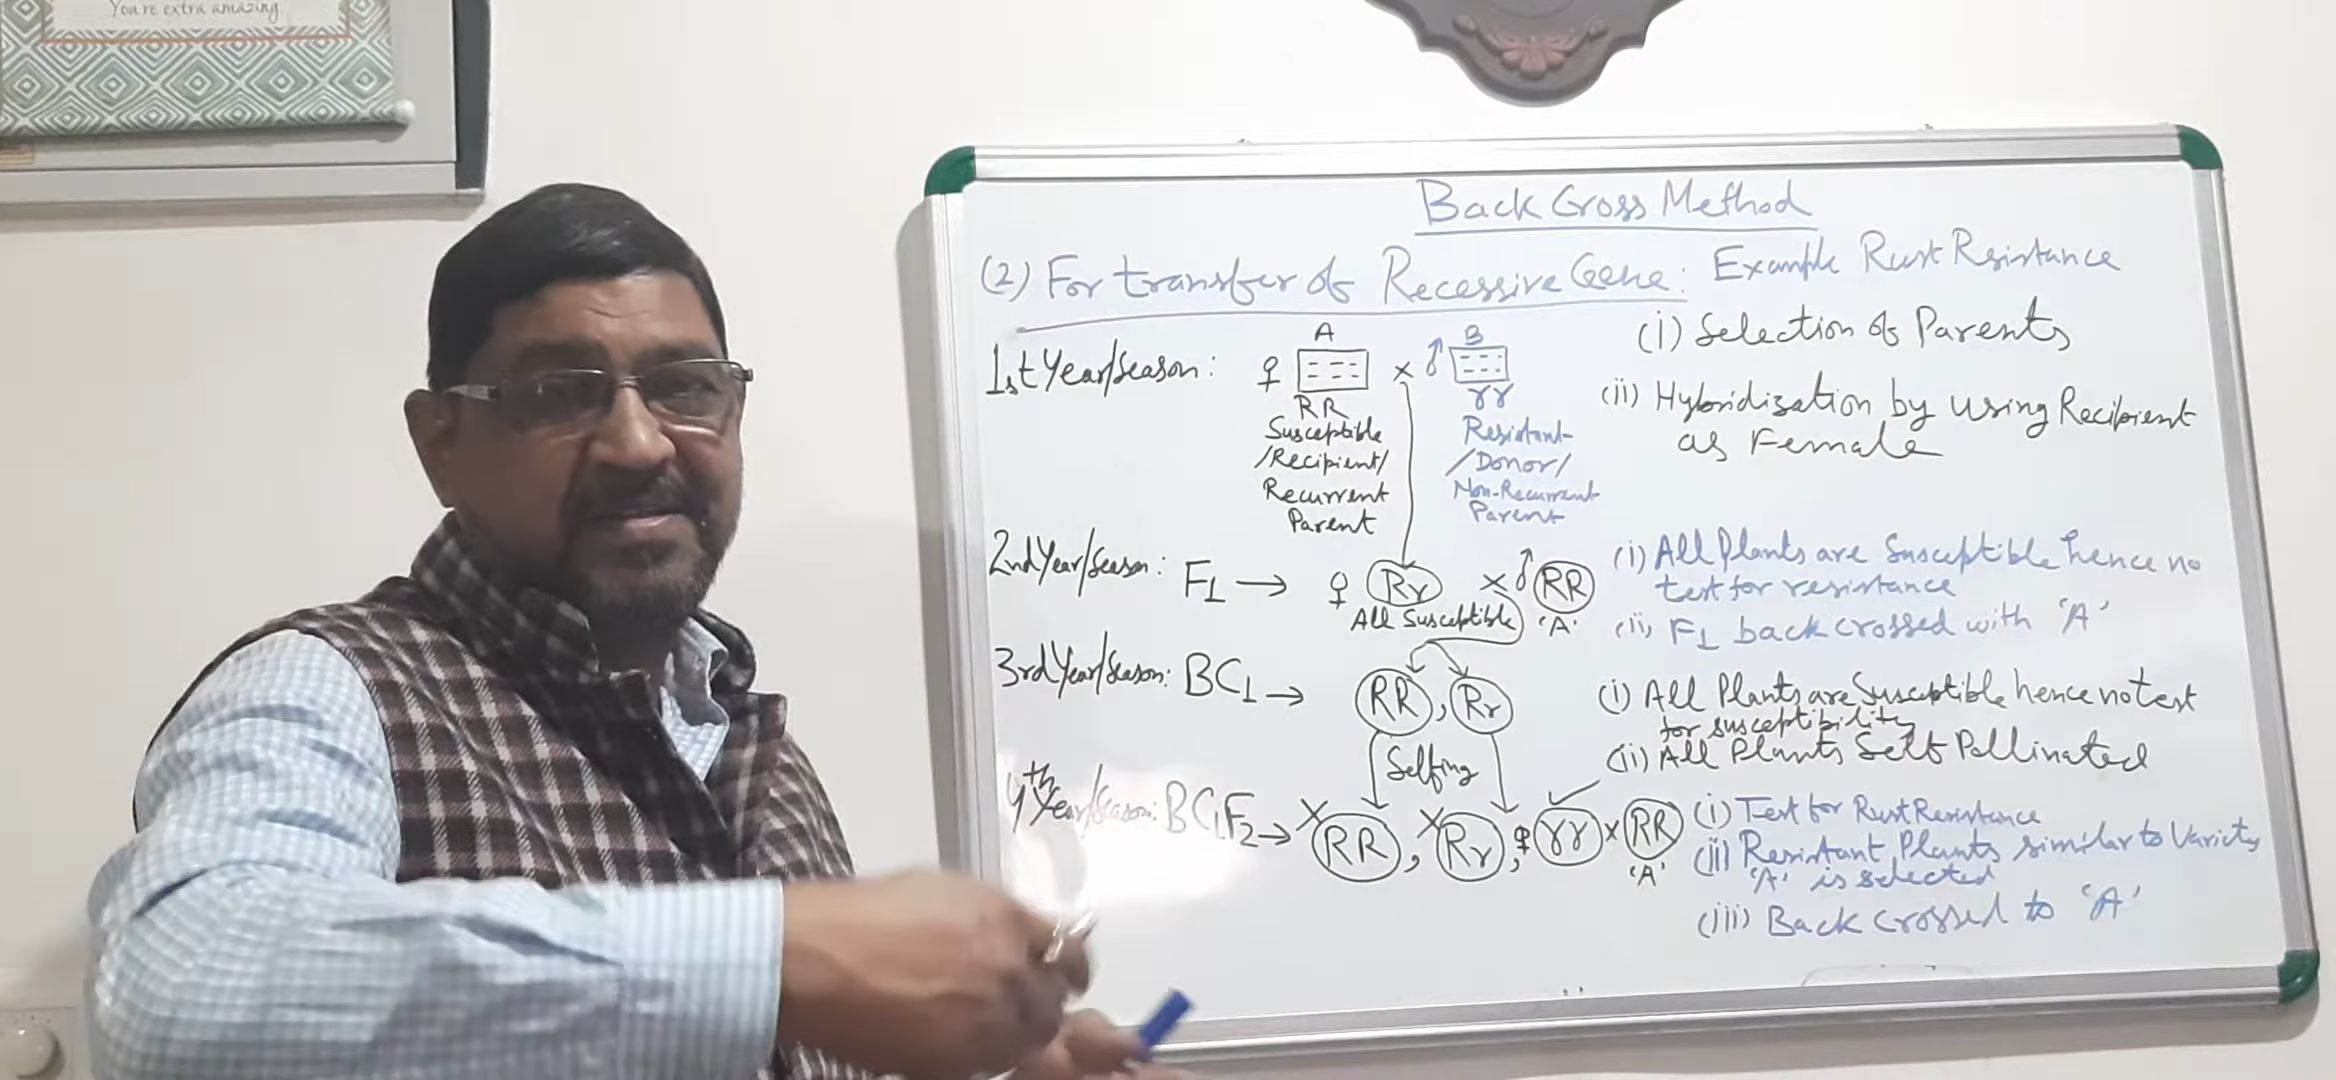 You're extra amazing
Back Cross Method
(2) For transfer of Recessive Gene: Example Rust Resistance
1st Year/Season: ♀ A × ♂ B
RR
rr
Susceptible
/Recipient/
Recurrent
Parent
Resistant
/Donor/
Non-Recurrent
Parent
(i) Selection of Parents
(ii) Hybridization by using Recipient
as Female
2nd Year/Season: F1 → ♀ Rr × ♂ RR
All Susceptible 'A'
(i) All Plants are Susceptible hence no
test for resistance
(ii) F1 back crossed with 'A'
3rd Year/Season: BC1 → RR, Rr
Selfing
(i) All Plants are Susceptible hence no test
for susceptibility
(ii) All Plants Self Pollinated
4th Year/Season: BC1F2 → × RR, × Rr, ♀ rr × RR
'A'
(i) Test for Rust Resistance
(ii) Resistant Plants similar to Variety
'A' is selected
(iii) Back crossed to 'A'